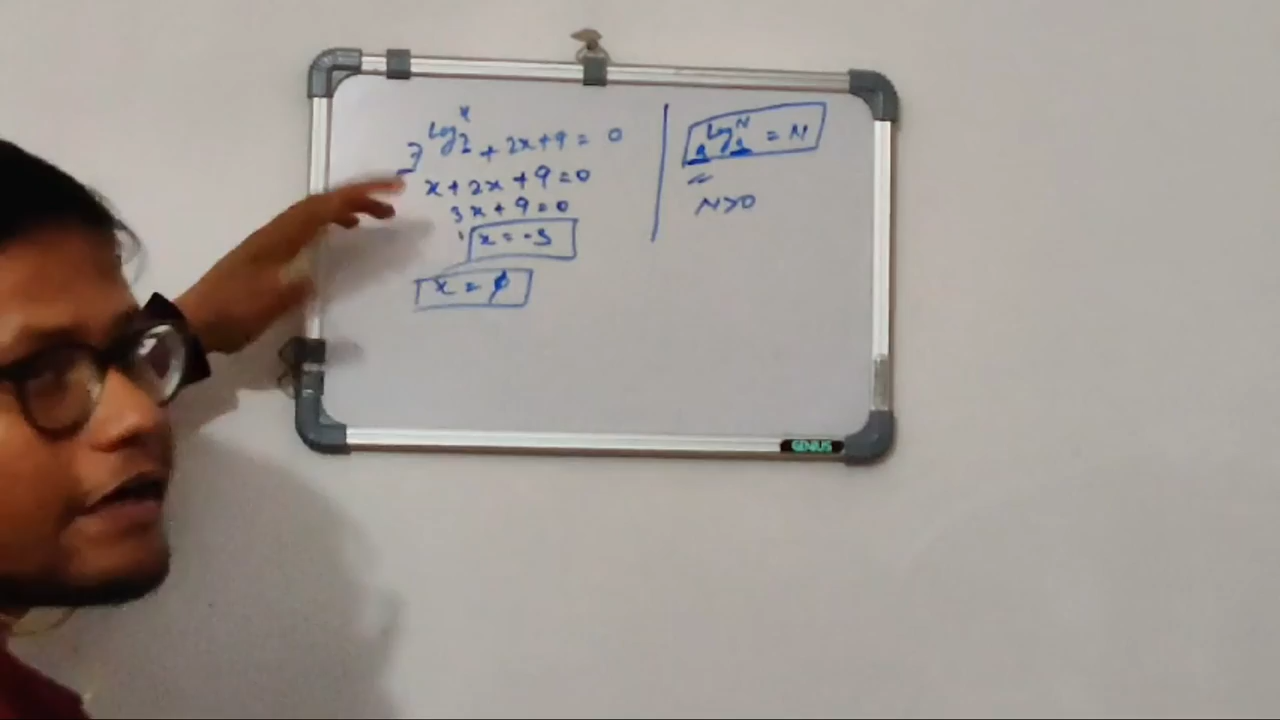 7^log_7 x + 2x + 9 = 0
x + 2x + 9 = 0
3x + 9 = 0
x = -3
x = ϕ
a^log_a N = N
N > 0
GENIUS